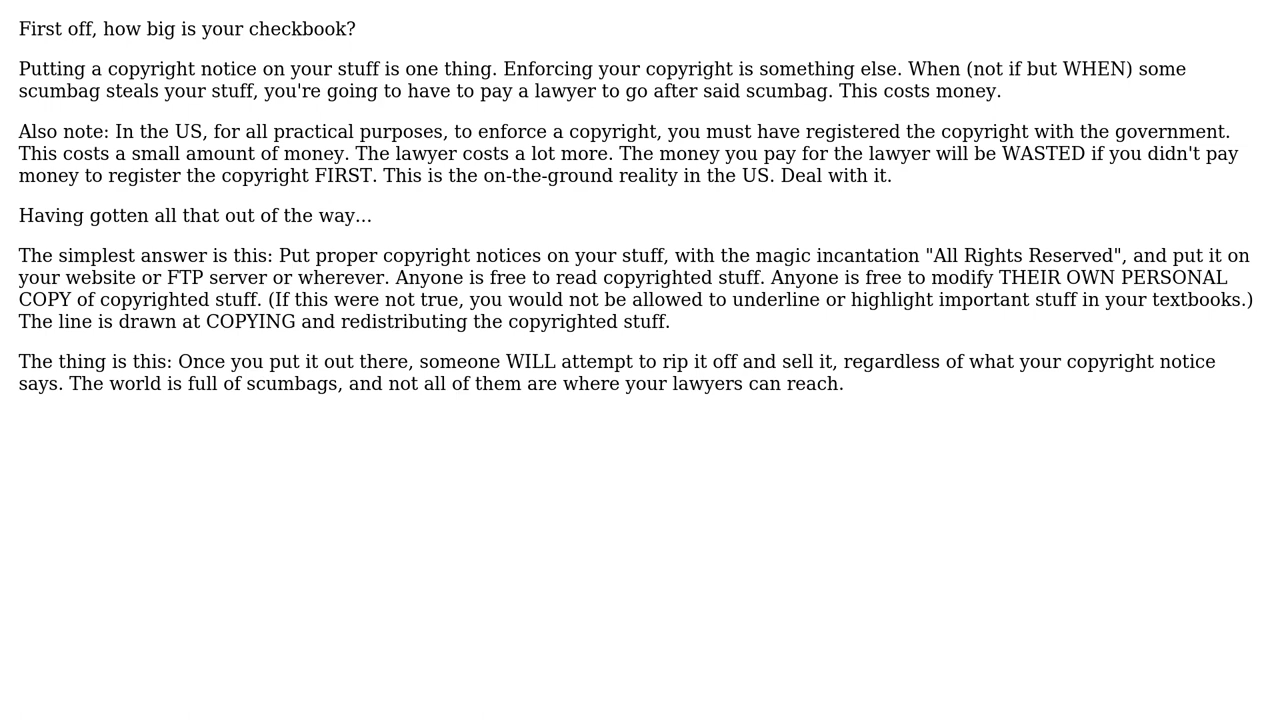 First off, how big is your checkbook?
Putting a copyright notice on your stuff is one thing. Enforcing your copyright is something else. When (not if but WHEN) some
scumbag steals your stuff, you're going to have to pay a lawyer to go after said scumbag. This costs money.
Also note: In the US, for all practical purposes, to enforce a copyright, you must have registered the copyright with the government.
This costs a small amount of money. The lawyer costs a lot more. The money you pay for the lawyer will be WASTED if you didn't pay
money to register the copyright FIRST. This is the on-the-ground reality in the US. Deal with it.
Having gotten all that out of the way...
The simplest answer is this: Put proper copyright notices on your stuff, with the magic incantation "All Rights Reserved", and put it on
your website or FTP server or wherever. Anyone is free to read copyrighted stuff. Anyone is free to modify THEIR OWN PERSONAL
COPY of copyrighted stuff. (If this were not true, you would not be allowed to underline or highlight important stuff in your textbooks.)
The line is drawn at COPYING and redistributing the copyrighted stuff.
The thing is this: Once you put it out there, someone WILL attempt to rip it off and sell it, regardless of what your copyright notice
says. The world is full of scumbags, and not all of them are where your lawyers can reach.